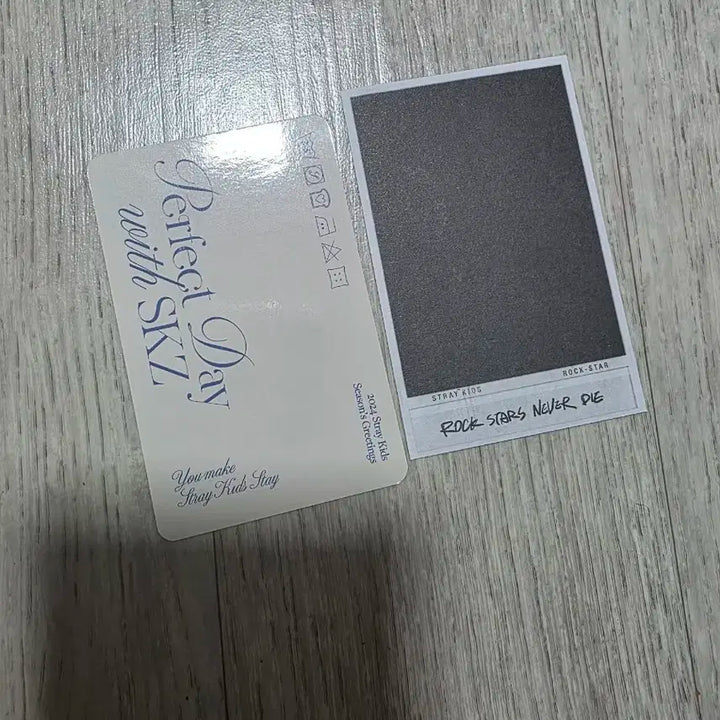 Perfect Day
with SKZ
2024 Stray Kids
Season's Greetings
You make
Stray Kids Stay
STRAY KIDS
ROCK-STAR
ROCK STARS NEVER DIE